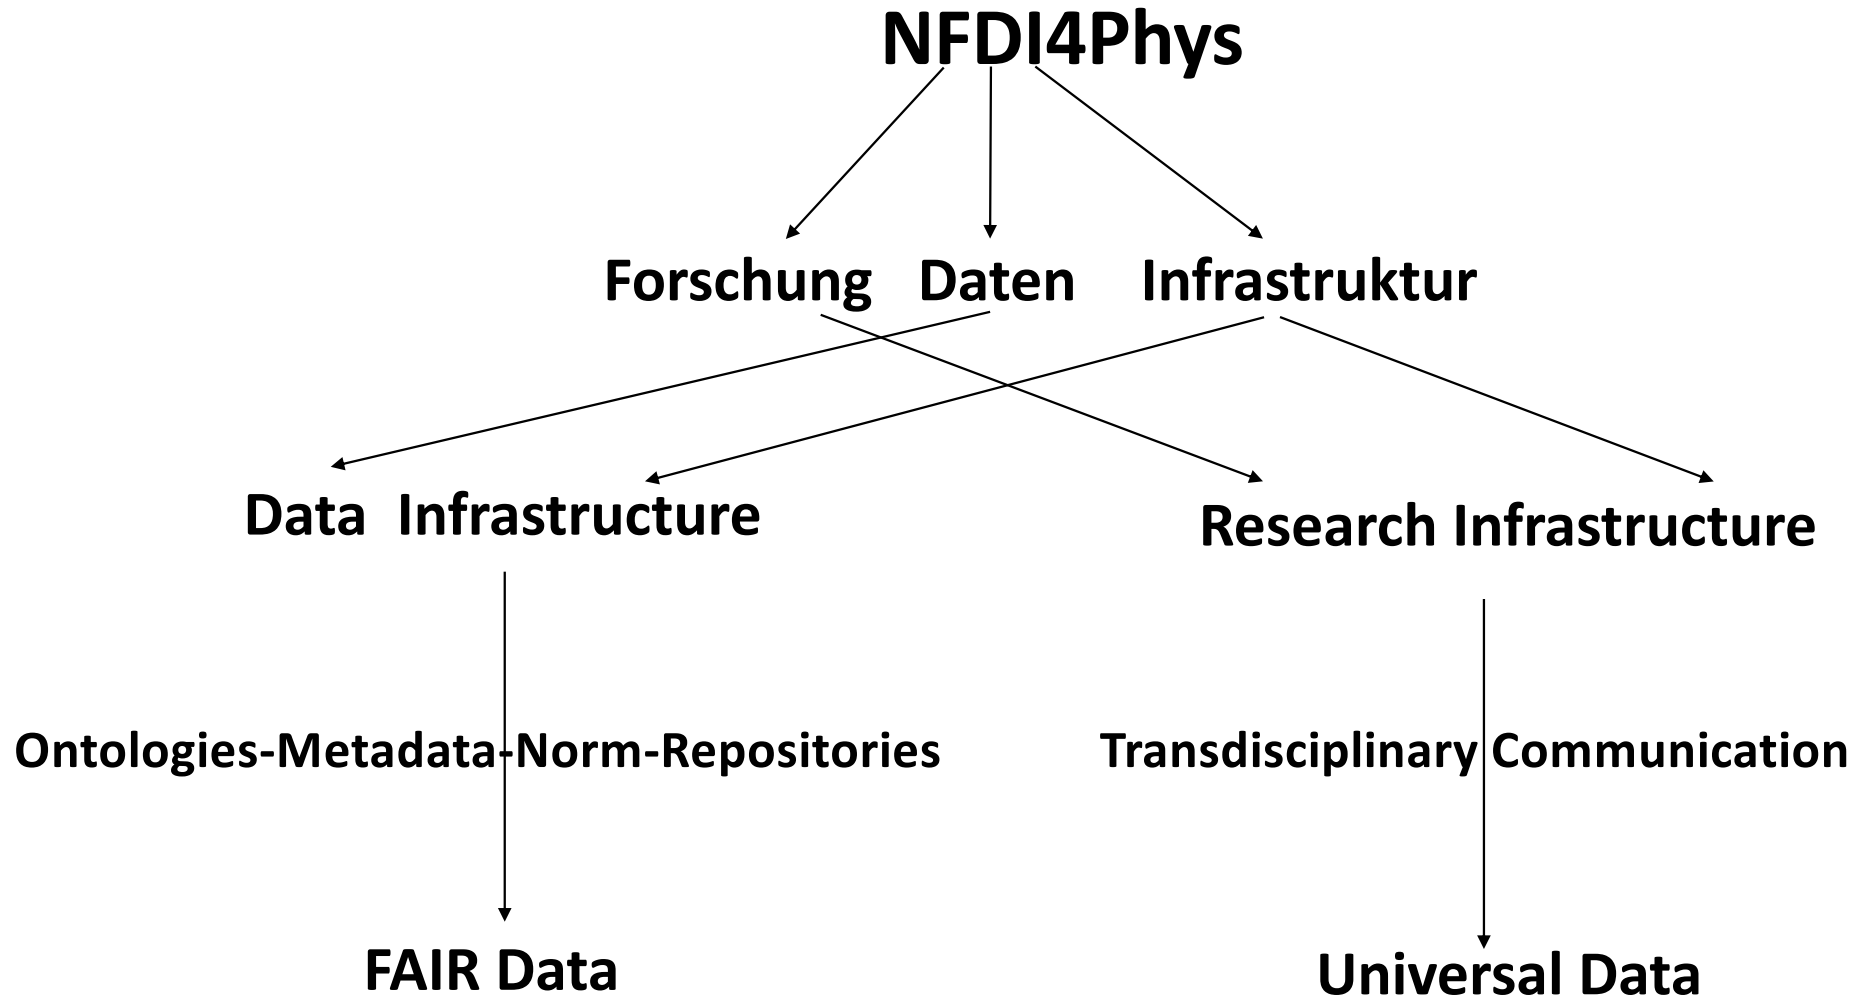 NFDI4Phys
Forschung Daten Infrastruktur
Data Infrastructure
Research Infrastructure
Ontologies-Metadata-Norm-Repositories
Transdisciplinary Communication
FAIR Data
Universal Data